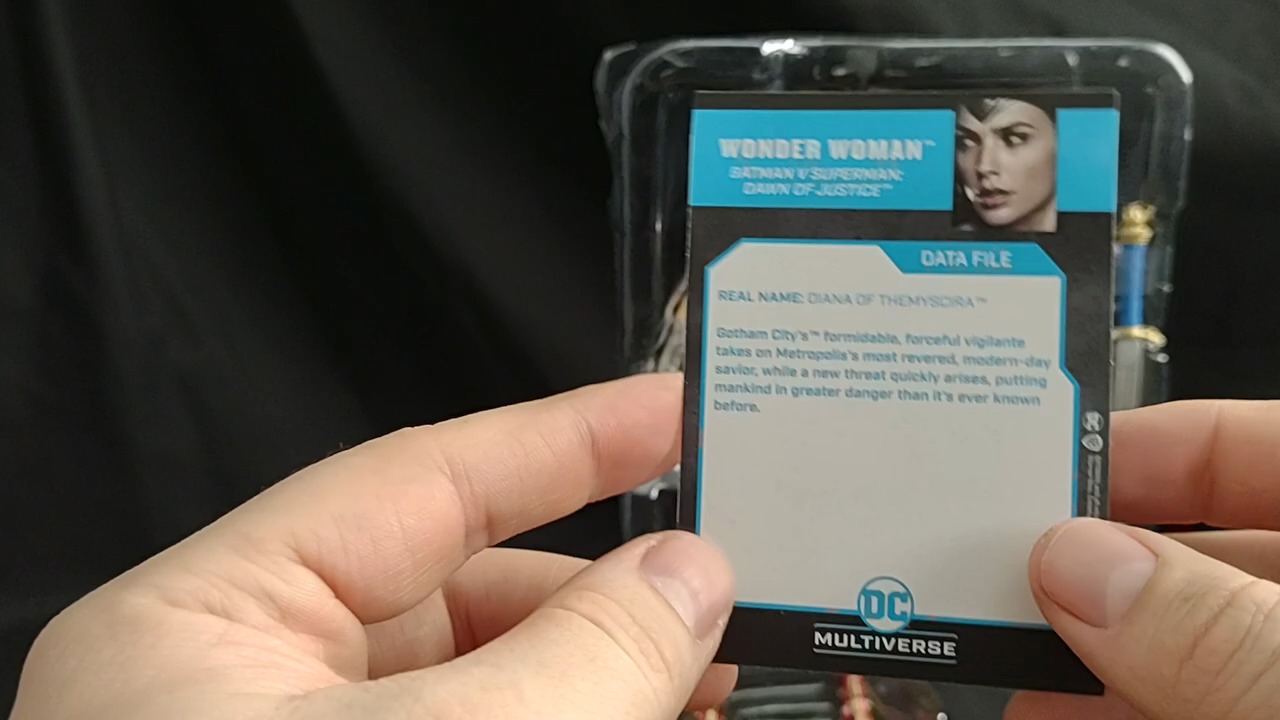 WONDER WOMAN™
BATMAN V SUPERMAN:
DAWN OF JUSTICE™
DATA FILE
REAL NAME: DIANA OF THEMYSCIRA™
Gotham City's™ formidable, forceful vigilante
takes on Metropolis's most revered, modern-day
savior, while a new threat quickly arises, putting
mankind in greater danger than it's ever known
before.
DC
MULTIVERSE